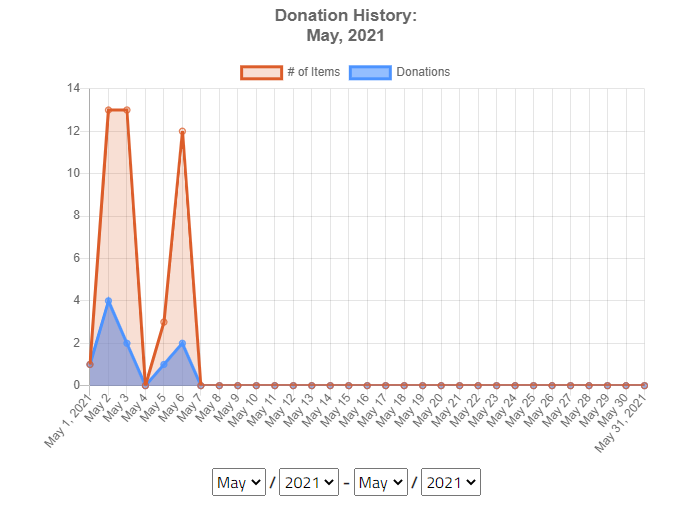 Donation History:
May, 2021
# of Items
Donations
14
12
10
8
6
4
2
0
May 1, 2021
May 2
May 3
May 4
May 5
May 6
May 7
May 8
May 9
May 10
May 11
May 12
May 13
May 14
May 15
May 16
May 17
May 18
May 19
May 20
May 21
May 22
May 23
May 24
May 25
May 26
May 27
May 28
May 29
May 30
May 31, 2021
May / 2021 - May / 2021